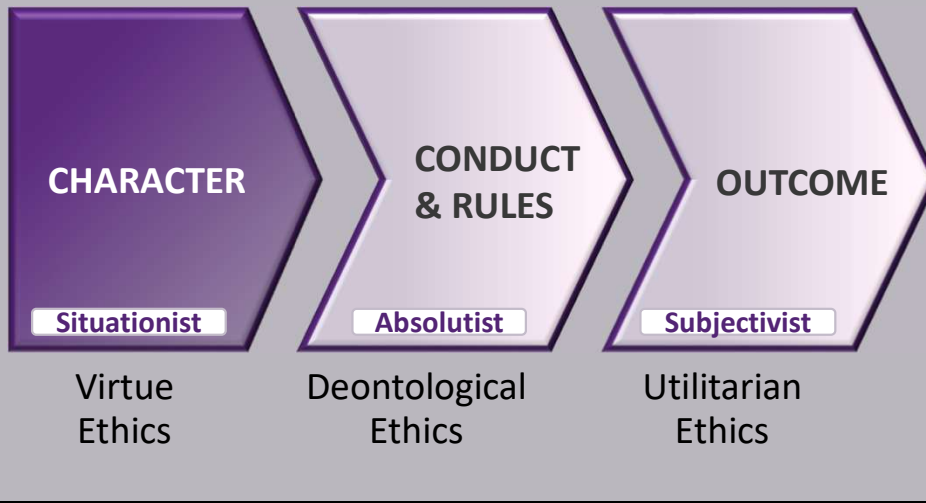 CHARACTER
Situationist
Virtue
Ethics
CONDUCT
& RULES
Absolutist
Deontological
Ethics
OUTCOME
Subjectivist
Utilitarian
Ethics